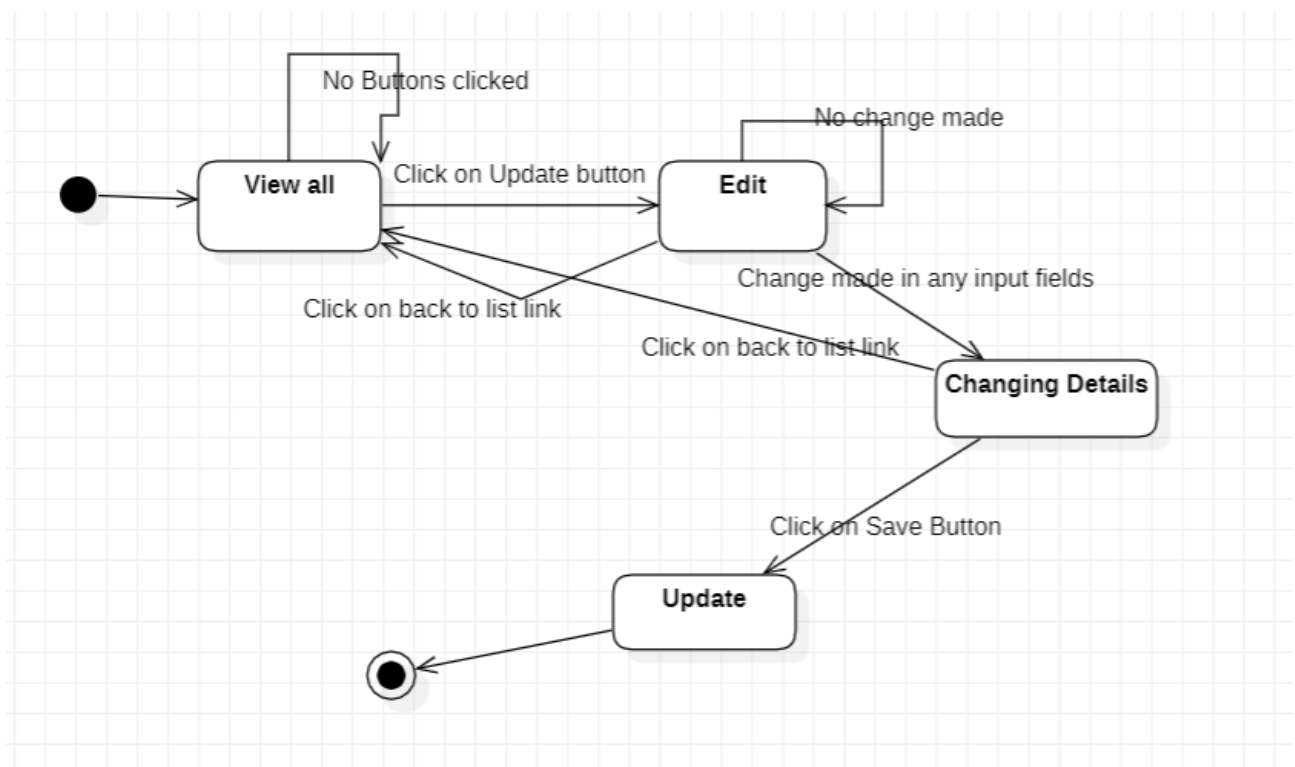 No Buttons clicked
No change made
Click on Update button
View all
Edit
Change made in any input fields
Click on back to list link
Click on back to list link
Changing Details
Click on Save Button
Update